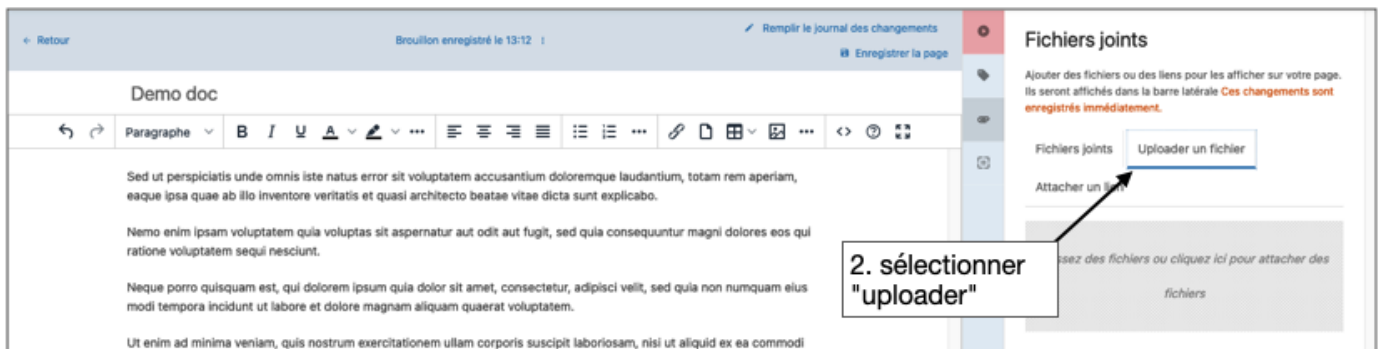 ← Retour
Brouillon enregistré le 13:12
Remplir le journal des changements
Enregistrer la page
Demo doc
Paragraphe
B I U A
Sed ut perspiciatis unde omnis iste natus error sit voluptatem accusantium doloremque laudantium, totam rem aperiam,
eaque ipsa quae ab illo inventore veritatis et quasi architecto beatae vitae dicta sunt explicabo.
Nemo enim ipsam voluptatem quia voluptas sit aspernatur aut odit aut fugit, sed quia consequuntur magni dolores eos qui
ratione voluptatem sequi nesciunt.
Neque porro quisquam est, qui dolorem ipsum quia dolor sit amet, consectetur, adipisci velit, sed quia non numquam eius
modi tempora incidunt ut labore et dolore magnam aliquam quaerat voluptatem.
Ut enim ad minima veniam, quis nostrum exercitationem ullam corporis suscipit laboriosam, nisi ut aliquid ex ea commodi
Fichiers joints
Ajouter des fichiers ou des liens pour les afficher sur votre page.
Ils seront affichés dans la barre latérale Ces changements sont
enregistrés immédiatement.
Fichiers joints
Uploader un fichier
Attacher un lien
des fichiers ou cliquez ici pour attacher des
fichiers
2. sélectionner
"uploader"